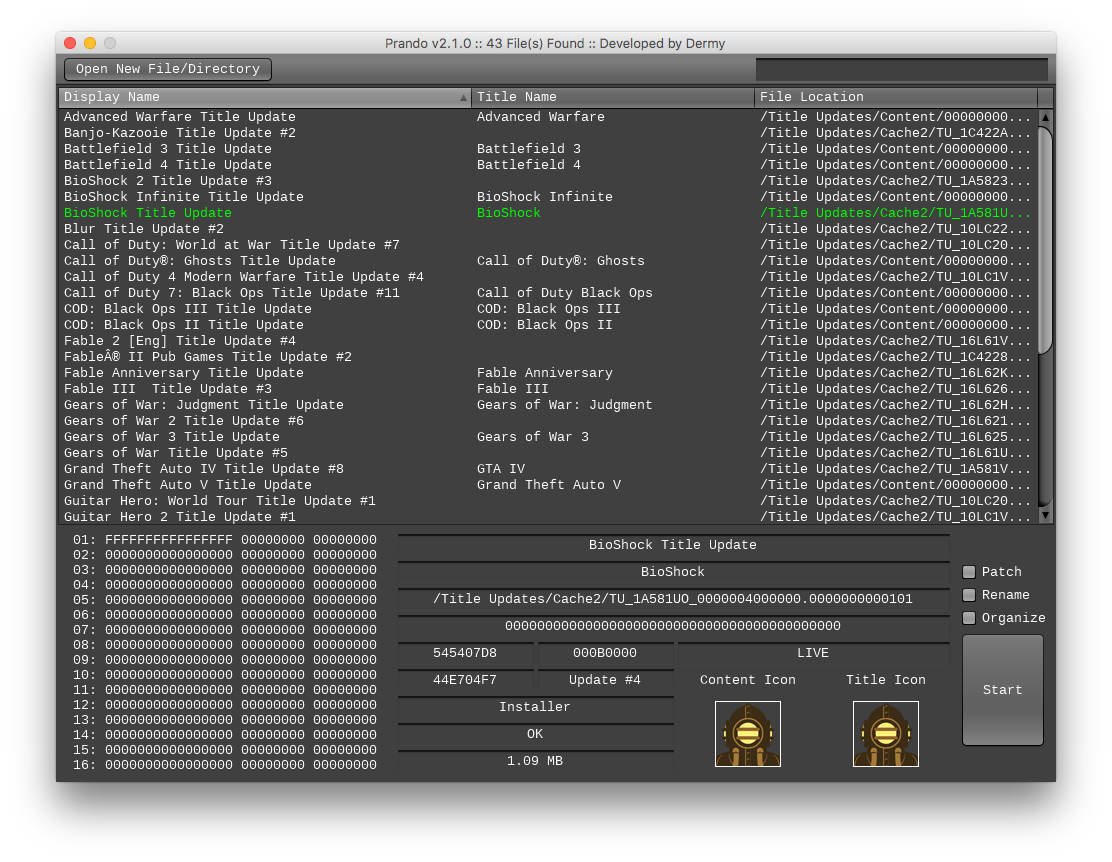 Prando v2.1.0 :: 43 File(s) Found :: Developed by Dermy
Open New File/Directory
Display Name Title Name File Location
Advanced Warfare Title Update Advanced Warfare /Title Updates/Content/00000000...
Banjo-Kazooie Title Update #2 /Title Updates/Cache2/TU_1C422A...
Battlefield 3 Title Update Battlefield 3 /Title Updates/Content/00000000...
Battlefield 4 Title Update Battlefield 4 /Title Updates/Content/00000000...
BioShock 2 Title Update #3 /Title Updates/Cache2/TU_1A5823...
BioShock Infinite Title Update BioShock Infinite /Title Updates/Content/00000000...
BioShock Title Update BioShock /Title Updates/Cache2/TU_1A581U...
Blur Title Update #2 /Title Updates/Cache2/TU_10LC22...
Call of Duty: World at War Title Update #7 /Title Updates/Cache2/TU_10LC20...
Call of Duty®: Ghosts Title Update Call of Duty®: Ghosts /Title Updates/Content/00000000...
Call of Duty 4 Modern Warfare Title Update #4 /Title Updates/Cache2/TU_10LC1V...
Call of Duty 7: Black Ops Title Update #11 Call of Duty Black Ops /Title Updates/Content/00000000...
COD: Black Ops III Title Update COD: Black Ops III /Title Updates/Content/00000000...
COD: Black Ops II Title Update COD: Black Ops II /Title Updates/Content/00000000...
Fable 2 [Eng] Title Update #4 /Title Updates/Cache2/TU_16L61V...
FableÂ® II Pub Games Title Update #2 /Title Updates/Cache2/TU_1C4228...
Fable Anniversary Title Update Fable Anniversary /Title Updates/Cache2/TU_16L62K...
Fable III  Title Update #3 Fable III /Title Updates/Cache2/TU_16L626...
Gears of War: Judgment Title Update Gears of War: Judgment /Title Updates/Cache2/TU_16L62H...
Gears of War 2 Title Update #6 /Title Updates/Cache2/TU_16L621...
Gears of War 3 Title Update Gears of War 3 /Title Updates/Cache2/TU_16L625...
Gears of War Title Update #5 /Title Updates/Cache2/TU_16L61U...
Grand Theft Auto IV Title Update #8 GTA IV /Title Updates/Cache2/TU_1A581V...
Grand Theft Auto V Title Update Grand Theft Auto V /Title Updates/Content/00000000...
Guitar Hero: World Tour Title Update #1 /Title Updates/Cache2/TU_10LC20...
Guitar Hero 2 Title Update #1 /Title Updates/Cache2/TU_10LC1V...
01: FFFFFFFFFFFFFFFF 00000000 00000000
02: 0000000000000000 00000000 00000000
03: 0000000000000000 00000000 00000000
04: 0000000000000000 00000000 00000000
05: 0000000000000000 00000000 00000000
06: 0000000000000000 00000000 00000000
07: 0000000000000000 00000000 00000000
08: 0000000000000000 00000000 00000000
09: 0000000000000000 00000000 00000000
10: 0000000000000000 00000000 00000000
11: 0000000000000000 00000000 00000000
12: 0000000000000000 00000000 00000000
13: 0000000000000000 00000000 00000000
14: 0000000000000000 00000000 00000000
15: 0000000000000000 00000000 00000000
16: 0000000000000000 00000000 00000000
BioShock Title Update
BioShock
/Title Updates/Cache2/TU_1A581U0_0000004000000.0000000000101
000000000000000000000000000000000000000000
545407D8 000B0000 LIVE
44E704F7 Update #4
Installer
OK
1.09 MB
Content Icon Title Icon
Patch
Rename
Organize
Start